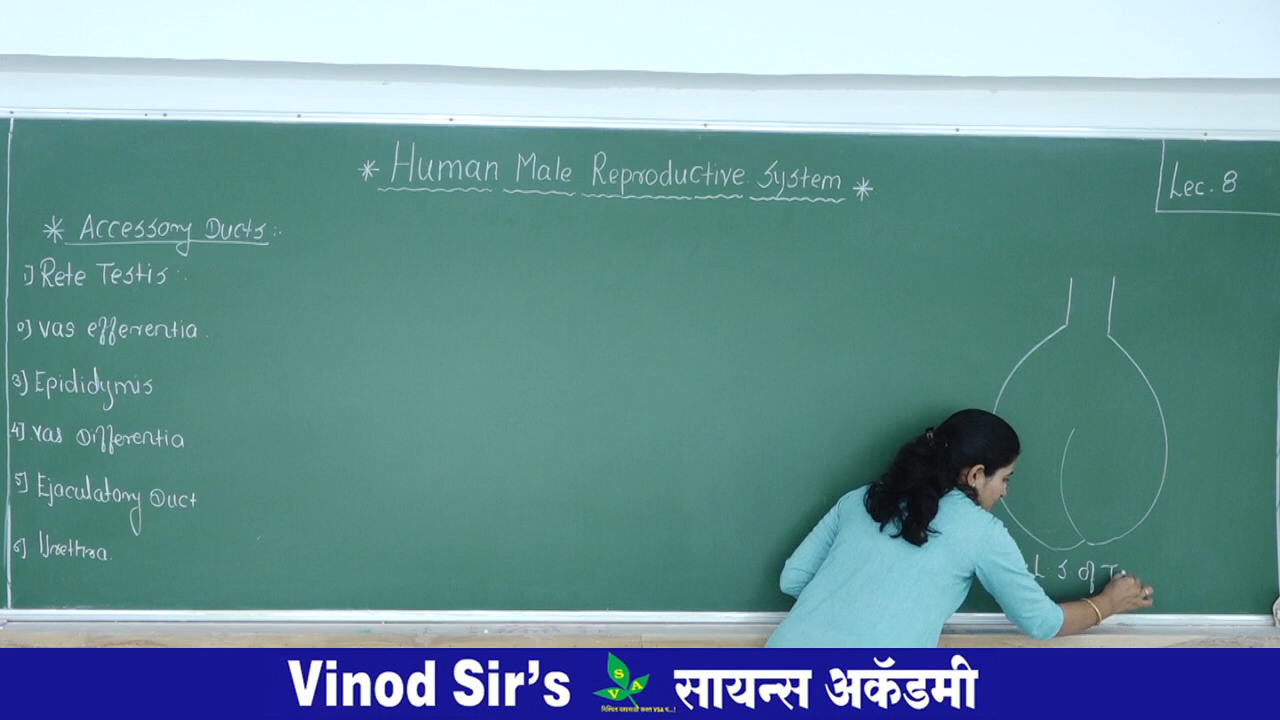 * Human Male Reproductive System *
Lec. 8
* Accessory Ducts :-
1) Rete Testis :-
2) Vas efferentia.
3) Epididymis
4) Vas Differentia
5) Ejaculatory Duct
6) Urethra.
L. S of T
Vinod Sir's SVA सायन्स अकॅडमी